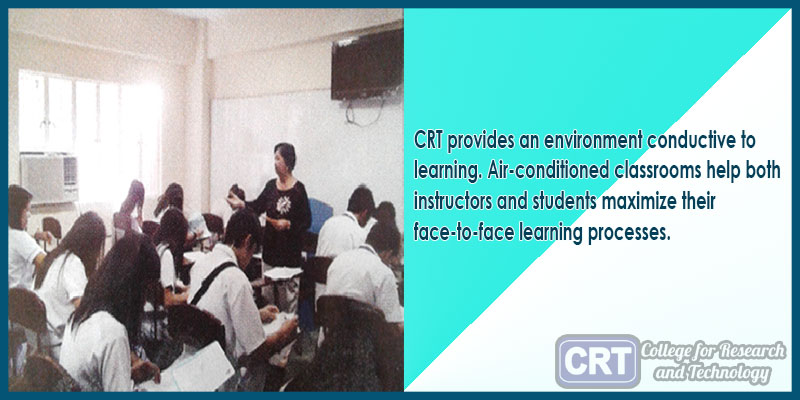 CRT provides an environment conductive to
learning. Air-conditioned classrooms help both
instructors and students maximize their
face-to-face learning processes.
CRT College for Research
and Technology